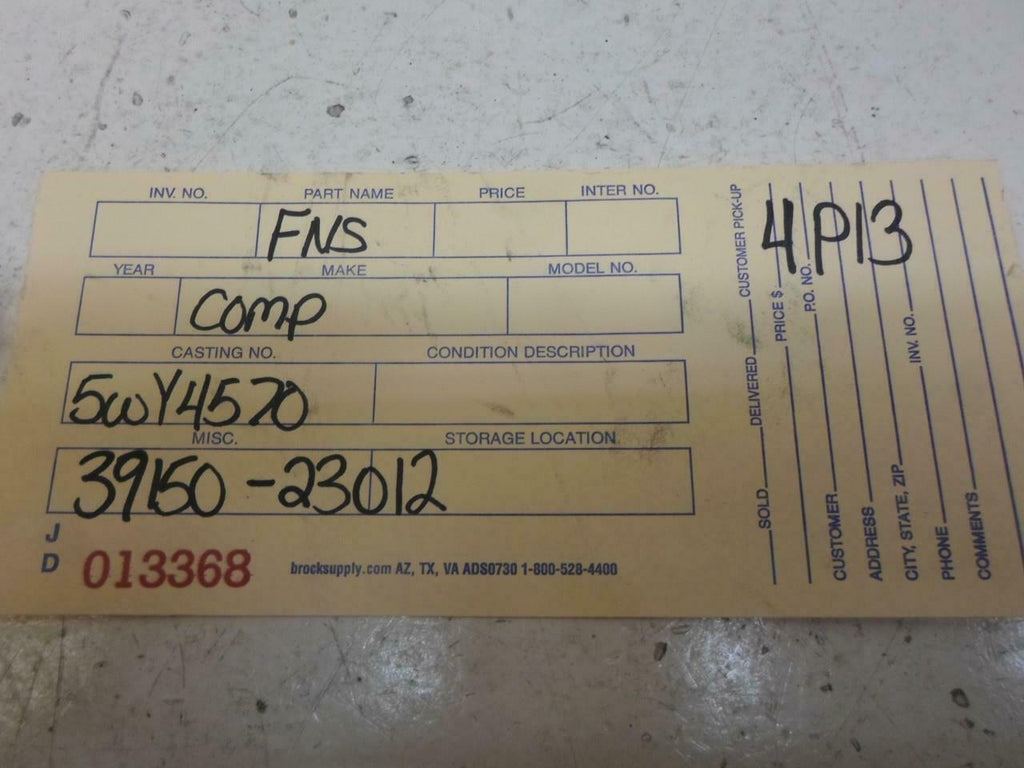 INV. NO. PART NAME PRICE INTER NO.
FNS
YEAR MAKE MODEL NO.
Comp
CASTING NO. CONDITION DESCRIPTION
5WY4570
MISC. STORAGE LOCATION
39150-23012
J
D 013368
brocksupply.com AZ, TX, VA ADS0730 1-800-528-4400
4P13
SOLD DELIVERED CUSTOMER PICK-UP
PRICE $
P.O. NO.
CUSTOMER
ADDRESS
CITY, STATE, ZIP INV. NO.
PHONE
COMMENTS